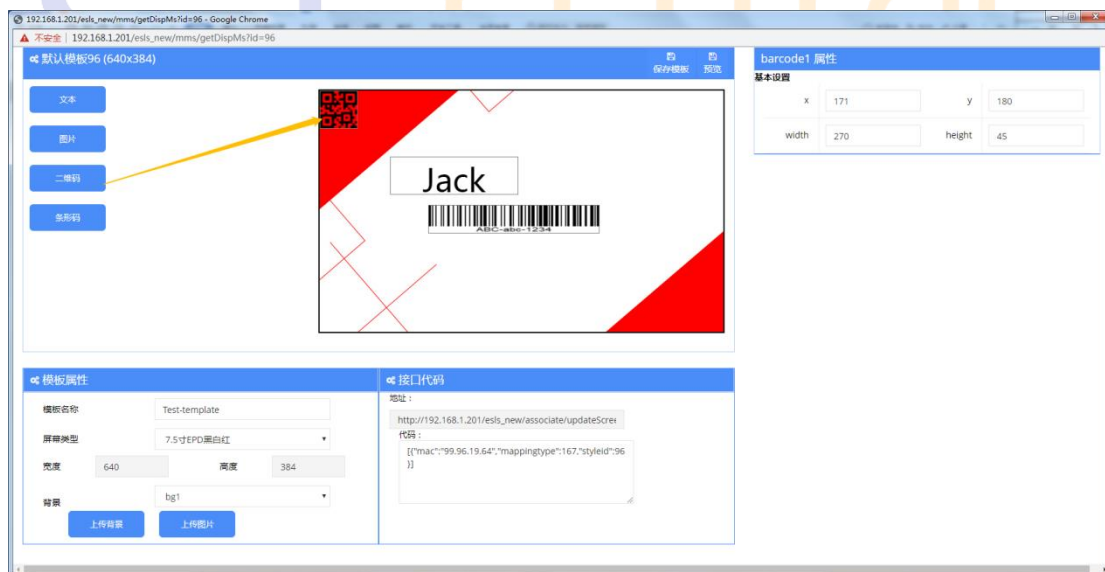 192.168.1.201/esls_new/mms/getDispMs?id=96 - Google Chrome
不安全 | 192.168.1.201/esls_new/mms/getDispMs?id=96
默认模板96 (640x384)
保存模板 预览
文本
图片
二维码
条形码
Jack
ABC-abc-1234
barcode1 属性
基本设置
x 171 y 180
width 270 height 45
模板属性
模板名称 Test-template
屏幕类型 7.5寸EPD黑白红
宽度 640 高度 384
背景 bg1
上传背景 上传图片
接口代码
地址：
http://192.168.1.201/esls_new/associate/updateScree
代码：
[{"mac":"99.96.19.64","mappingtype":167,"styleid":96
}]